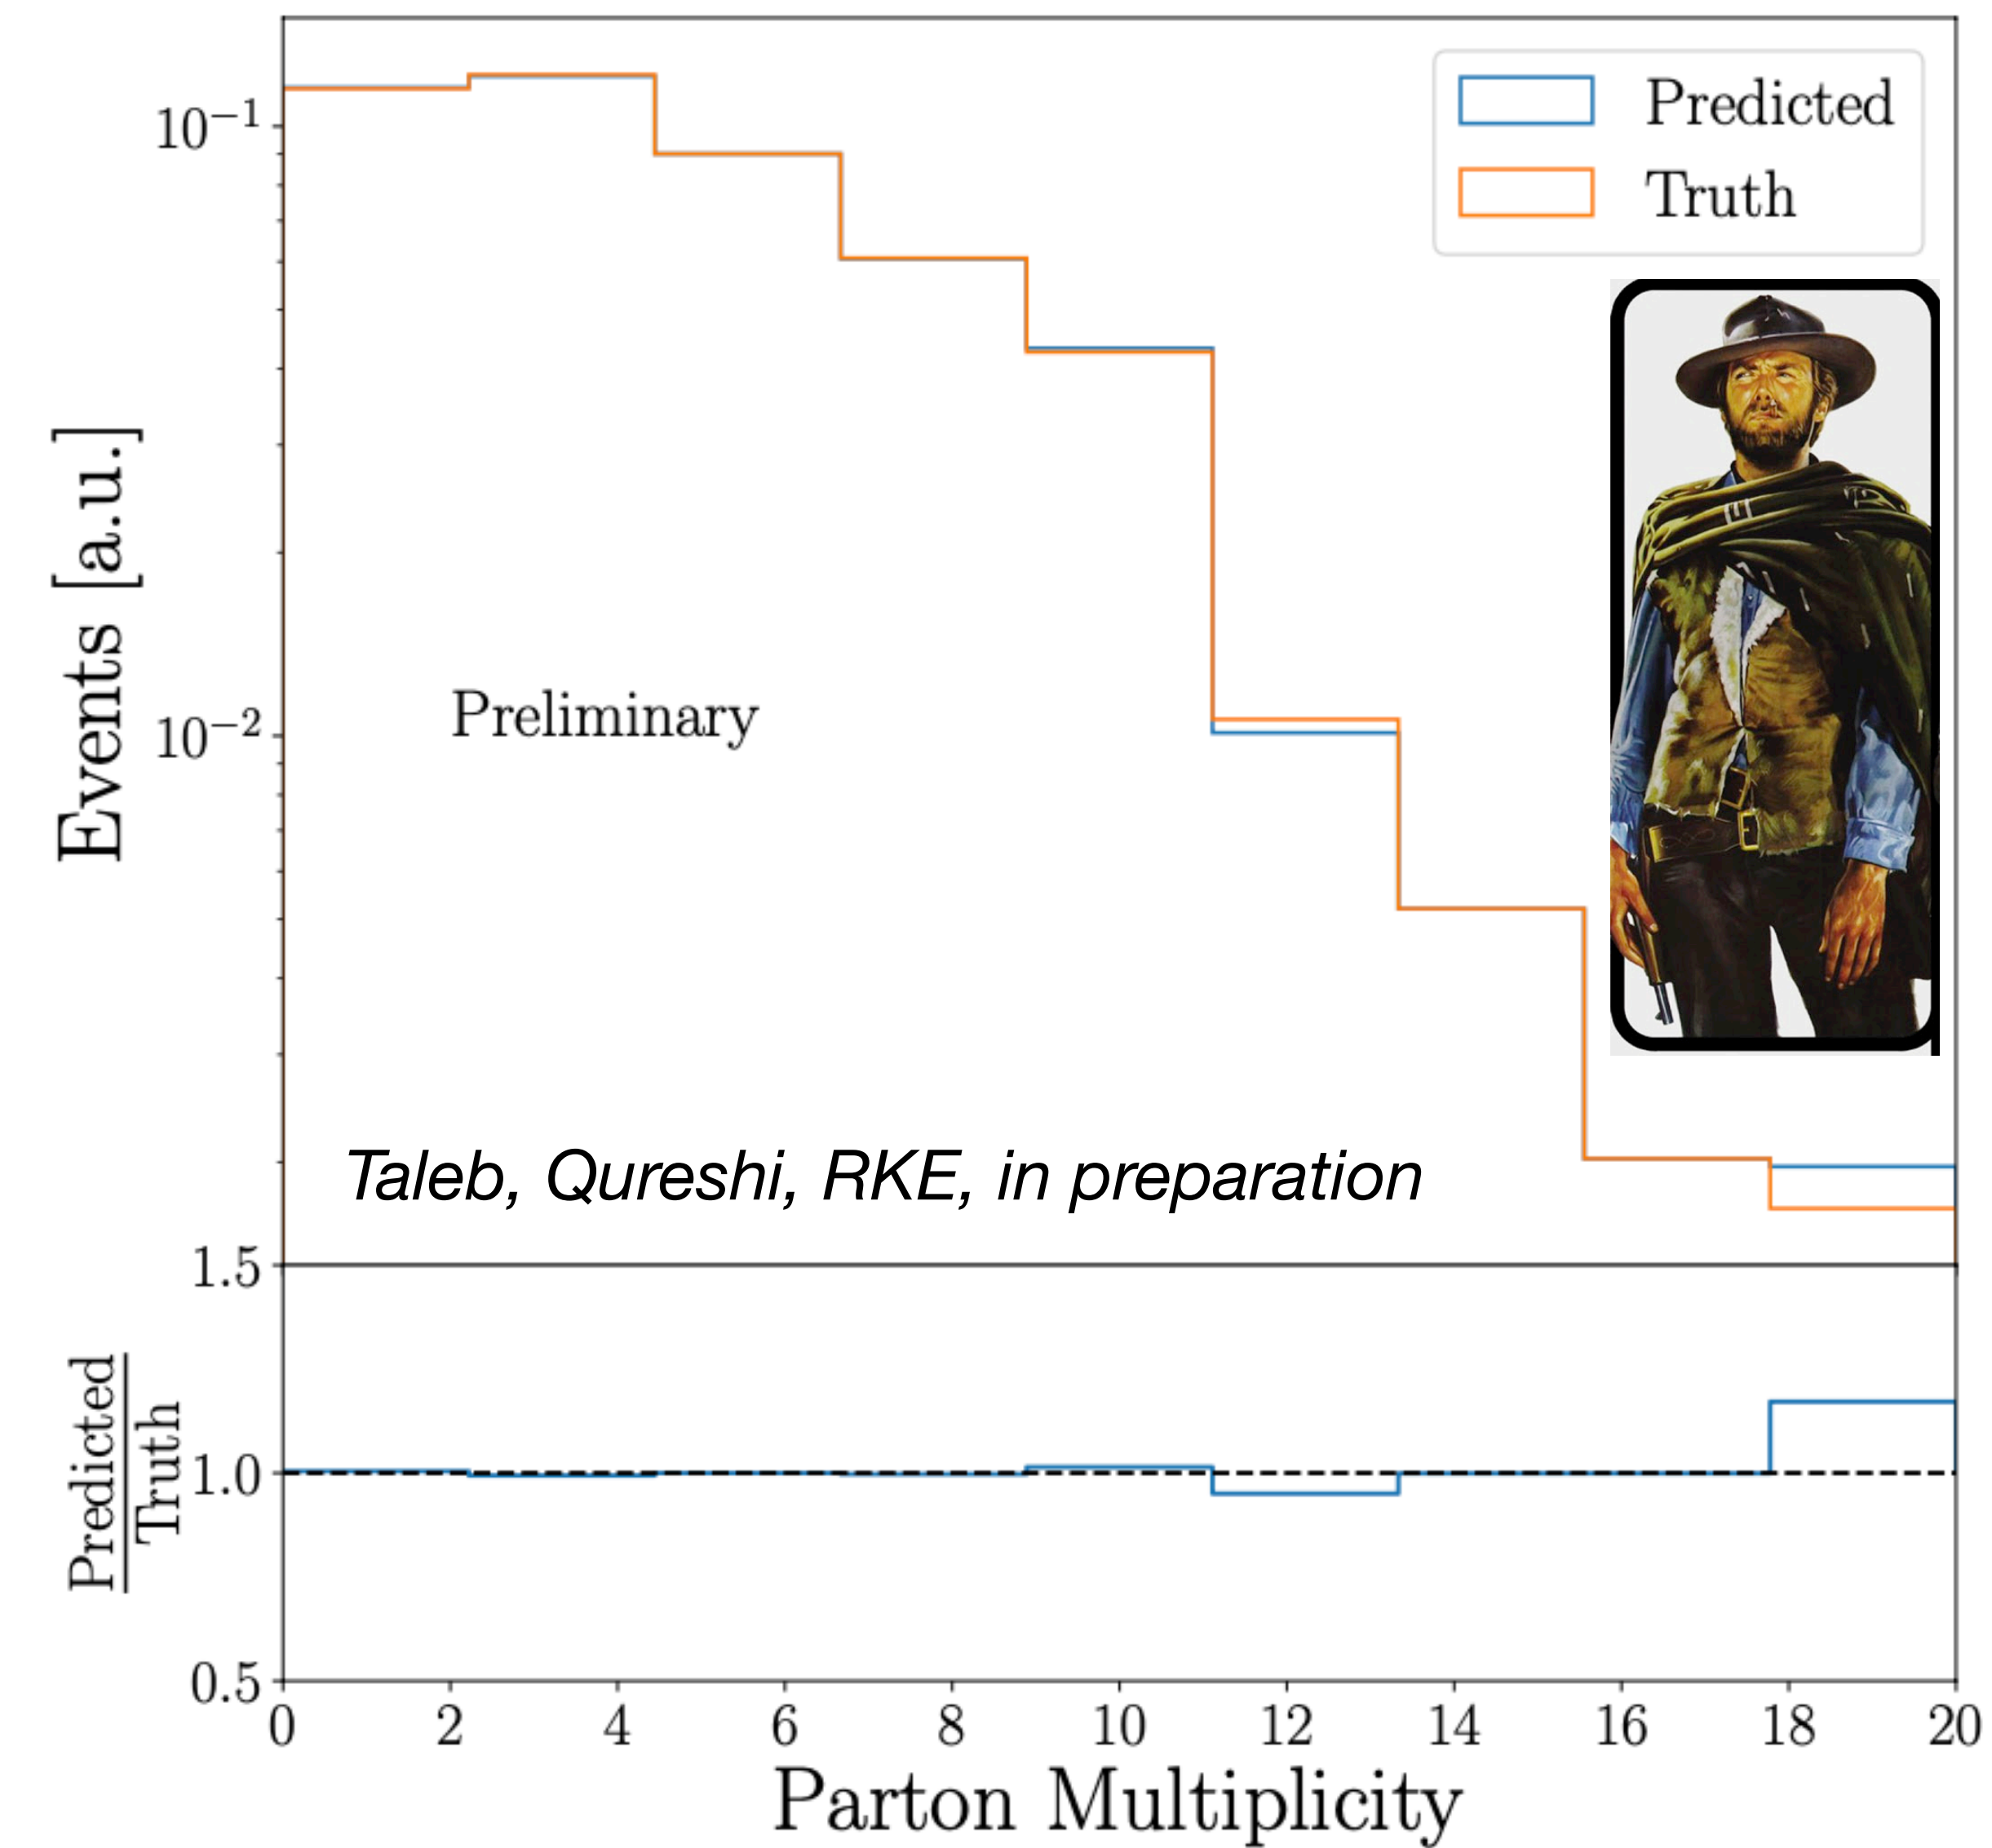 Predicted
Truth
10⁻¹
Events [a.u.]
10⁻²
Preliminary
Taleb, Qureshi, RKE, in preparation
1.5
Predicted
Truth
1.0
0.5
0 2 4 6 8 10 12 14 16 18 20
Parton Multiplicity